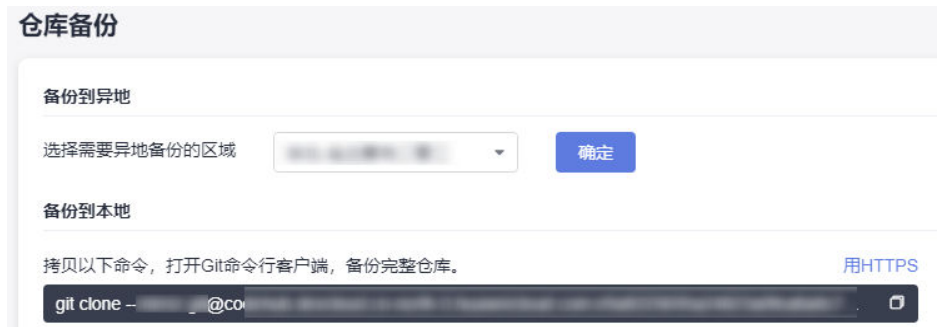 仓库备份
备份到异地
选择需要异地备份的区域
确定
备份到本地
拷贝以下命令，打开Git命令行客户端，备份完整仓库。 用HTTPS
git clone -- @co